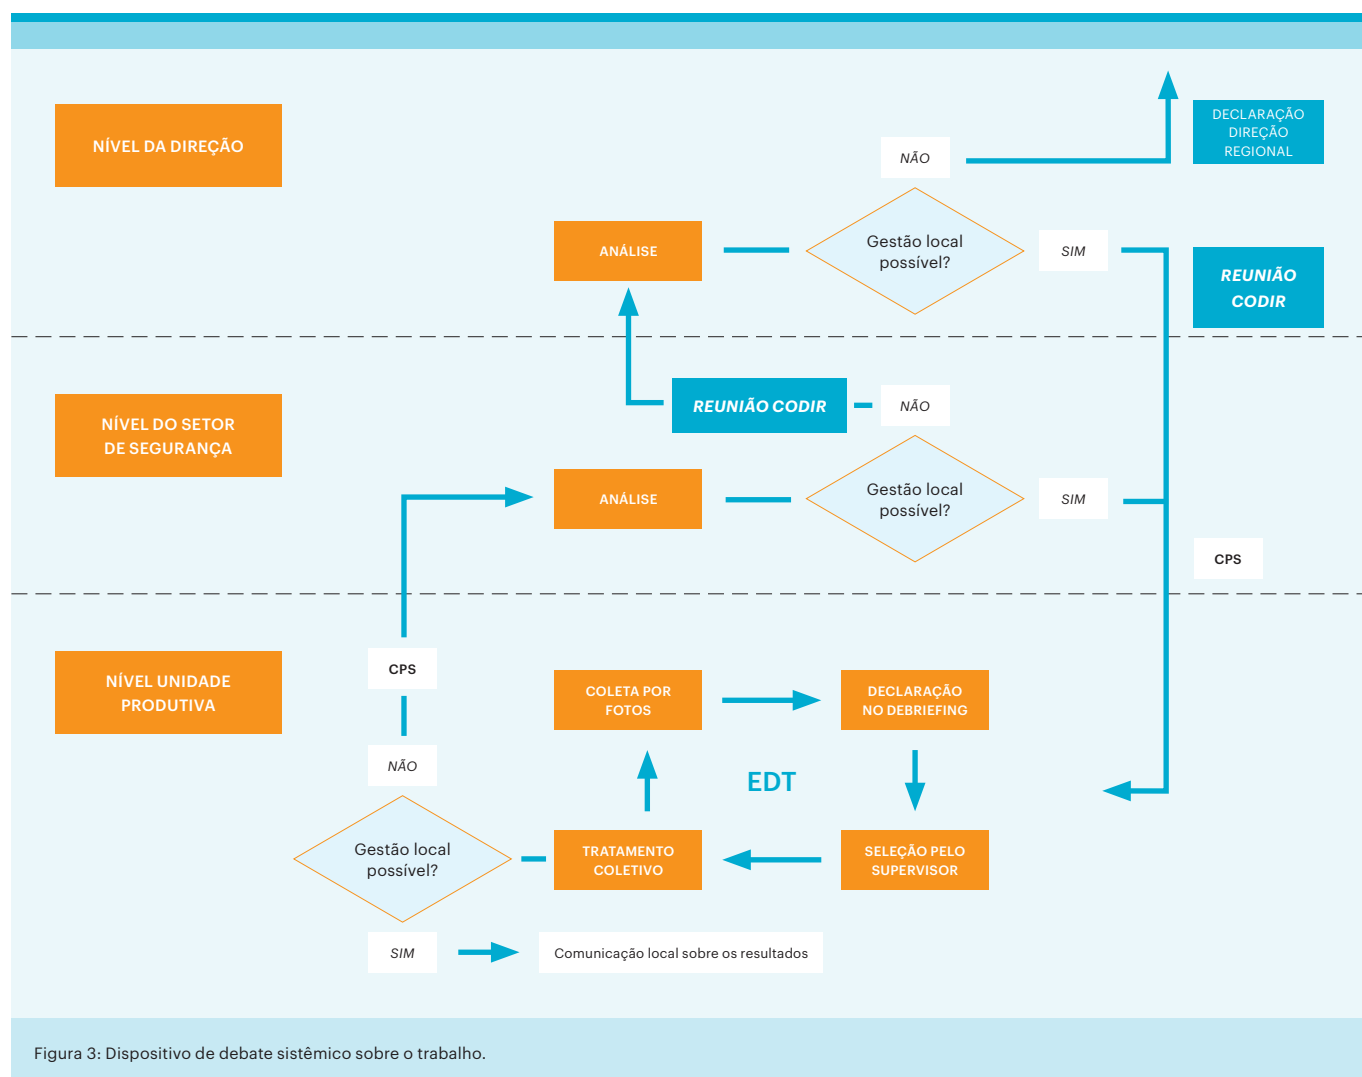 NÍVEL DA DIREÇÃO
DECLARAÇÃO
DIREÇÃO
REGIONAL
NÃO
ANÁLISE
Gestão local
possível?
SIM
REUNIÃO
CODIR
NÍVEL DO SETOR
DE SEGURANÇA
REUNIÃO CODIR
NÃO
ANÁLISE
Gestão local
possível?
SIM
CPS
NÍVEL UNIDADE
PRODUTIVA
CPS
NÃO
COLETA POR
FOTOS
DECLARAÇÃO
NO DEBRIEFING
EDT
Gestão local
possível?
TRATAMENTO
COLETIVO
SELEÇÃO PELO
SUPERVISOR
SIM
Comunicação local sobre os resultados
Figura 3: Dispositivo de debate sistêmico sobre o trabalho.